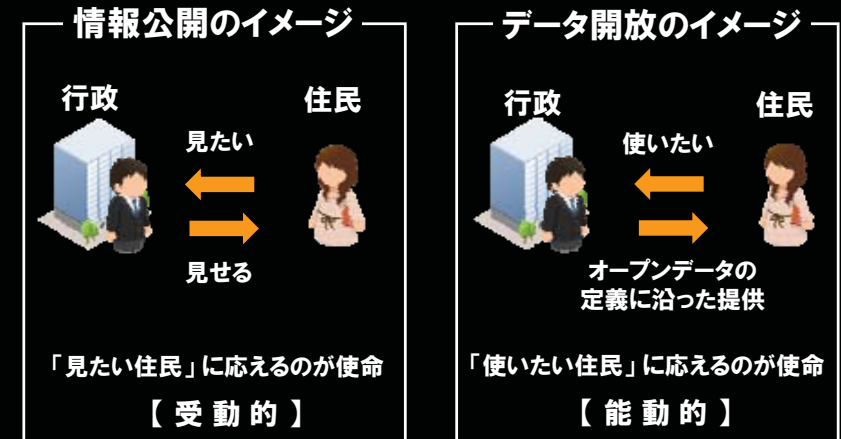 情報公開のイメージ
行政
住民
見たい
見せる
「見たい住民」に応えるのが使命
【受動的】
データ開放のイメージ
行政
住民
使いたい
オープンデータの
定義に沿った提供
「使いたい住民」に応えるのが使命
【能動的】